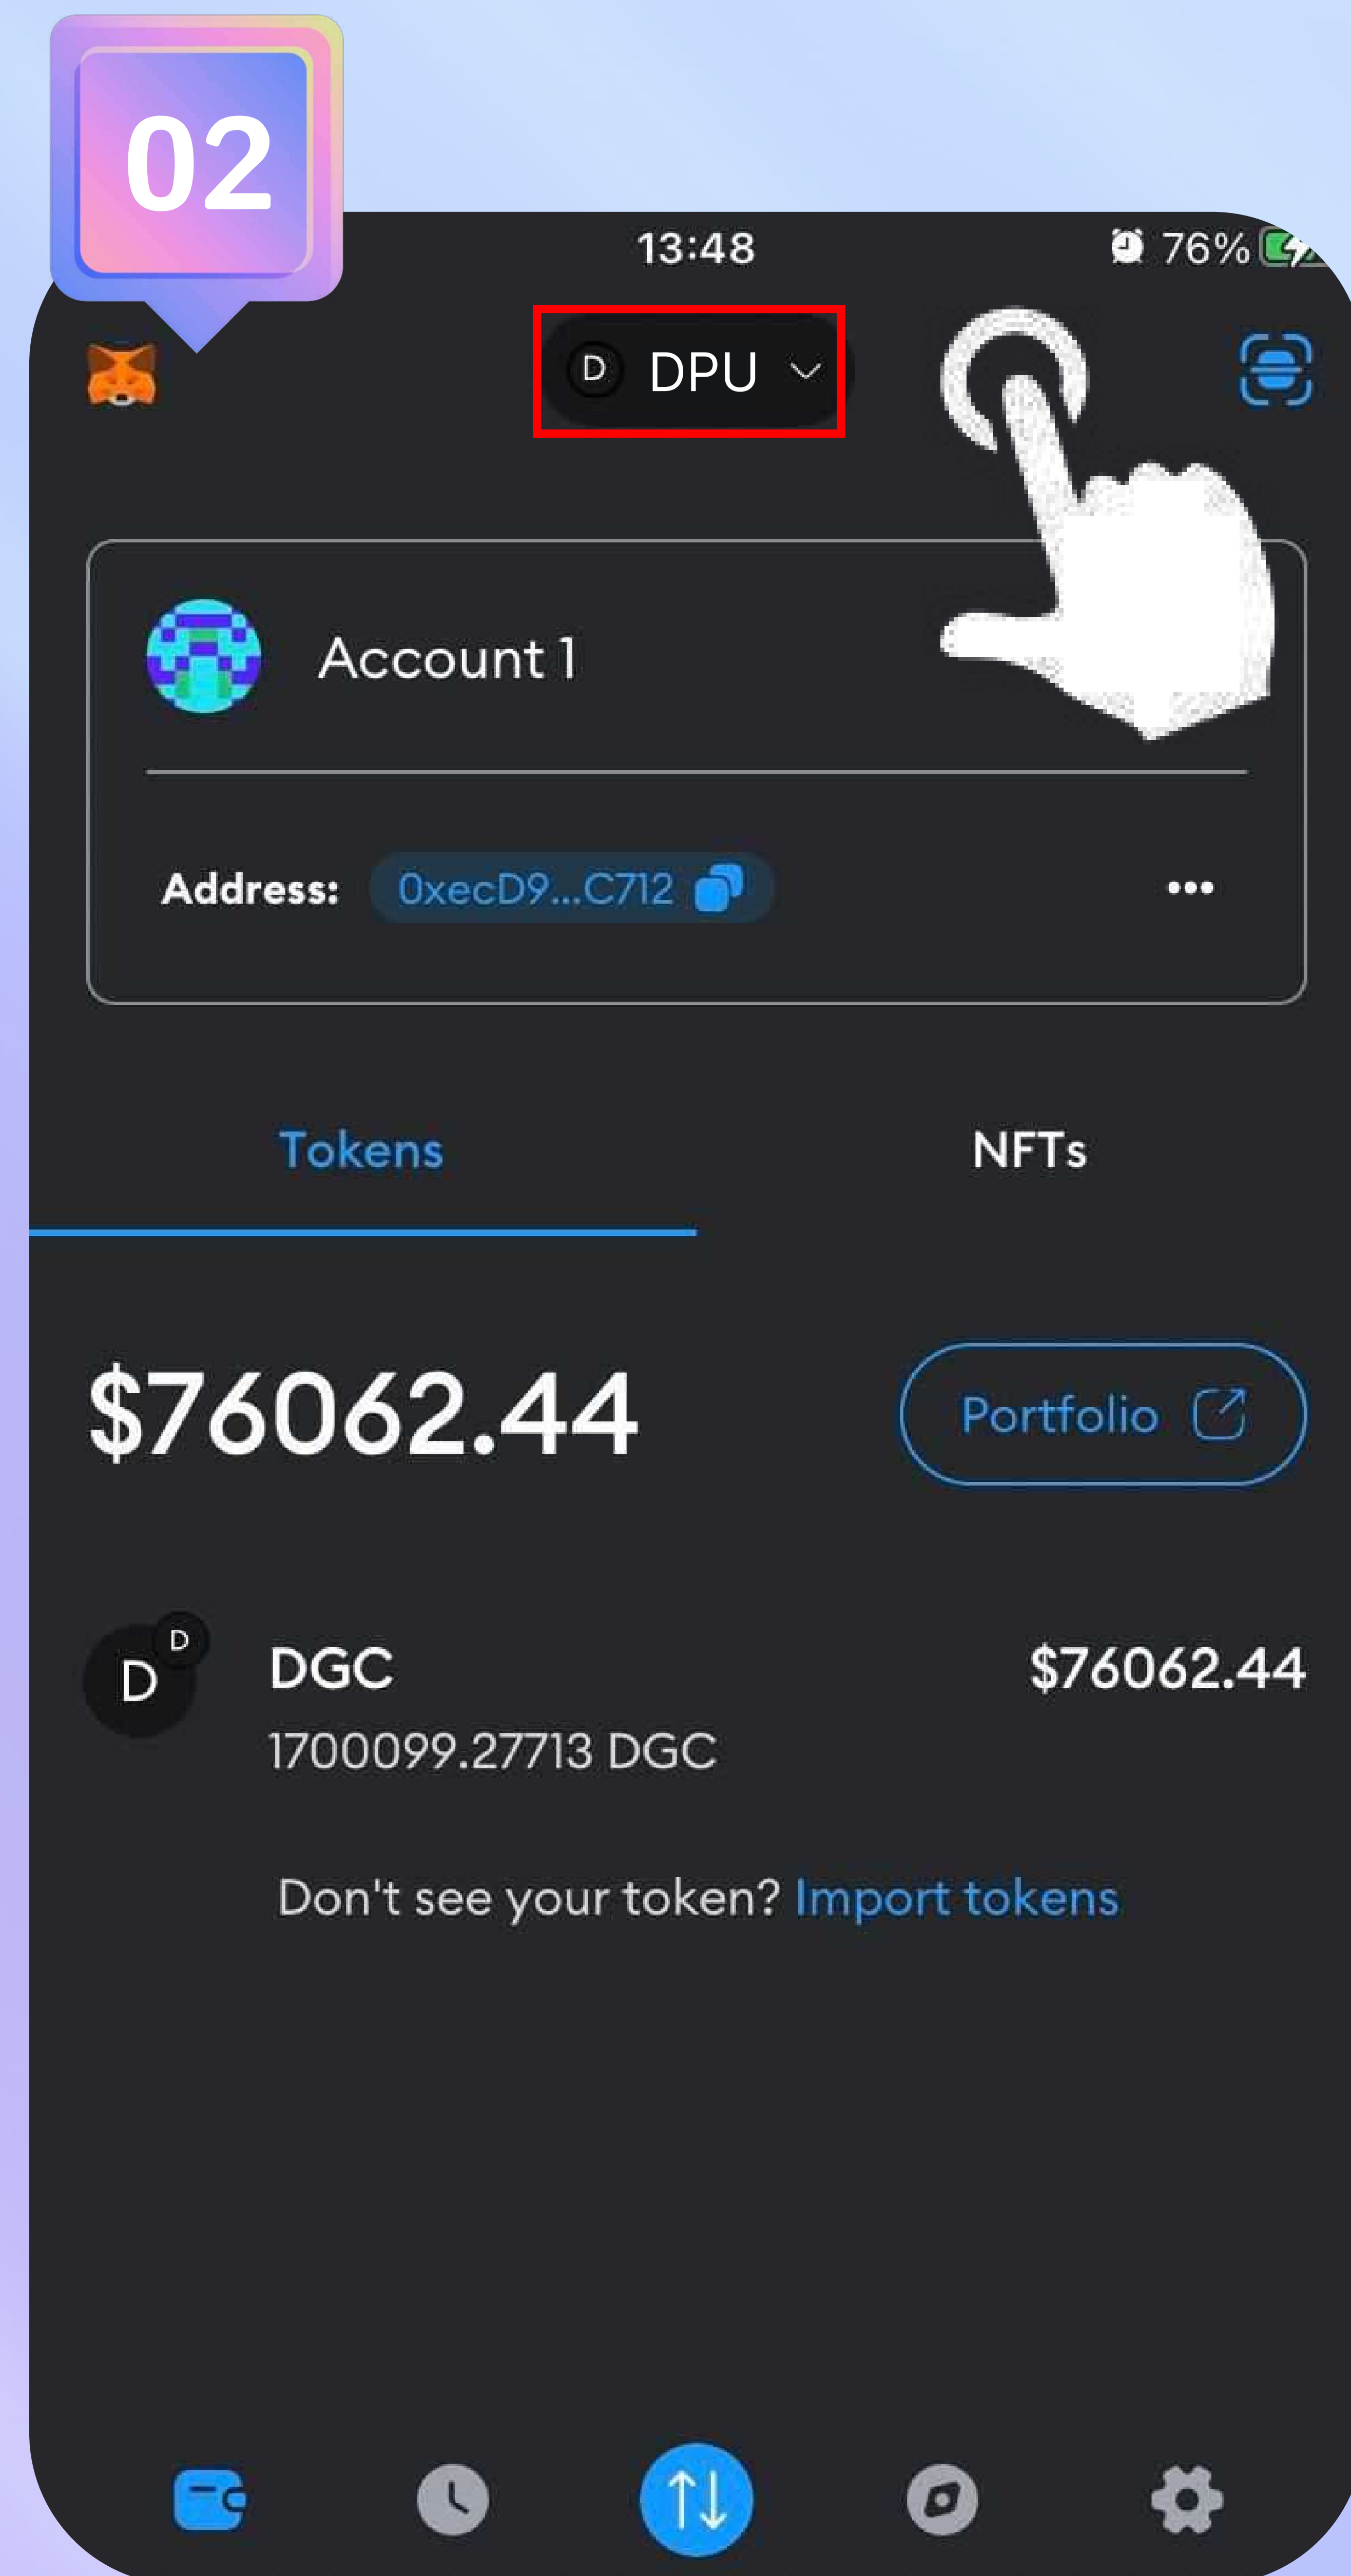 02
13:48
76%
D DPU
Account 1
Address: 0xecD9...C712
Tokens NFTs
$76062.44 Portfolio
D D DGC $76062.44
1700099.27713 DGC
Don't see your token? Import tokens